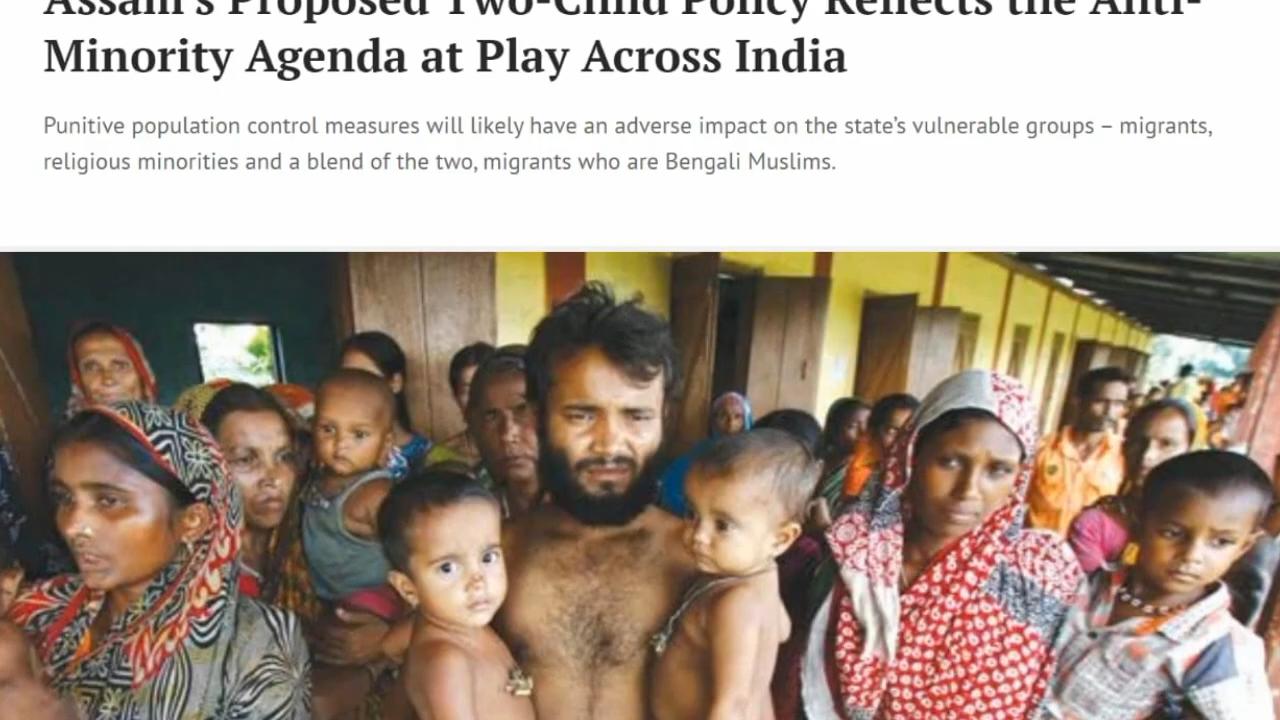 Assam's Proposed Two-Child Policy Reflects the Anti-
Minority Agenda at Play Across India
Punitive population control measures will likely have an adverse impact on the state's vulnerable groups – migrants,
religious minorities and a blend of the two, migrants who are Bengali Muslims.